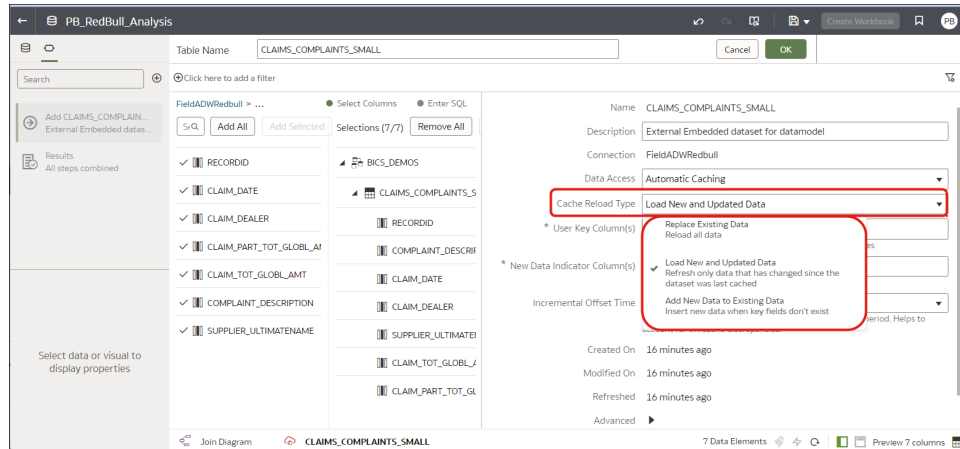 PB_RedBull_Analysis
Create Workbook
PB
Table Name
CLAIMS_COMPLAINTS_SMALL
Cancel
OK
Search
Click here to add a filter
Add CLAIMS_COMPLAIN...
External Embedded datas...
Results
All steps combined
Select data or visual to
display properties
FieldADWRedbull > ...
Select Columns
Enter SQL
Add All
Add Selected
Selections (7/7)
Remove All
RECORDID
CLAIM_DATE
CLAIM_DEALER
CLAIM_PART_TOT_GLOBL_AM
CLAIM_TOT_GLOBL_AMT
COMPLAINT_DESCRIPTION
SUPPLIER_ULTIMATENAME
BICS_DEMOS
CLAIMS_COMPLAINTS_S
RECORDID
COMPLAINT_DESCRIP
CLAIM_DATE
CLAIM_DEALER
SUPPLIER_ULTIMATE
CLAIM_TOT_GLOBL_A
CLAIM_PART_TOT_GL
Name CLAIMS_COMPLAINTS_SMALL
Description External Embedded dataset for datamodel
Connection FieldADWRedbull
Data Access Automatic Caching
Cache Reload Type Load New and Updated Data
* User Key Column(s)
Replace Existing Data
Reload all data
* New Data Indicator Column(s)
Load New and Updated Data
Refresh only data that has changed since the
dataset was last cached
Incremental Offset Time
Add New Data to Existing Data
Insert new data when key fields don't exist
period. Helps to
Created On 16 minutes ago
Modified On 16 minutes ago
Refreshed 16 minutes ago
Advanced
Join Diagram
CLAIMS_COMPLAINTS_SMALL
7 Data Elements
Preview 7 columns